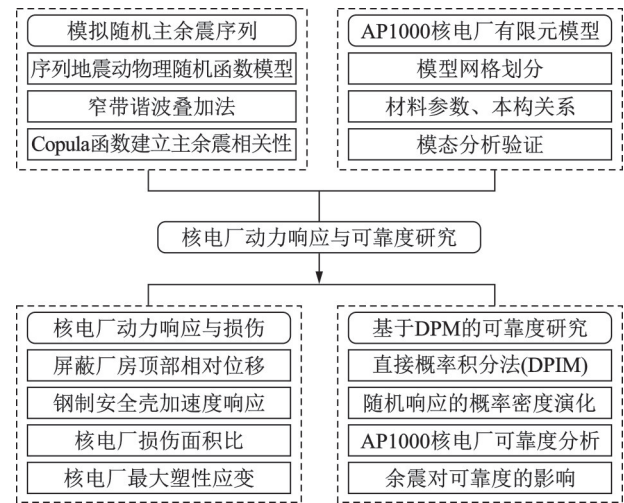 模拟随机主余震序列
序列地震动物理随机函数模型
窄带谐波叠加法
Copula函数建立主余震相关性
AP1000核电厂有限元模型
模型网格划分
材料参数、本构关系
模态分析验证
核电厂动力响应与可靠度研究
核电厂动力响应与损伤
屏蔽厂房顶部相对位移
钢制安全壳加速度响应
核电厂损伤面积比
核电厂最大塑性应变
基于DPM的可靠度研究
直接概率积分法(DPIM)
随机响应的概率密度演化
AP1000核电厂可靠度分析
余震对可靠度的影响